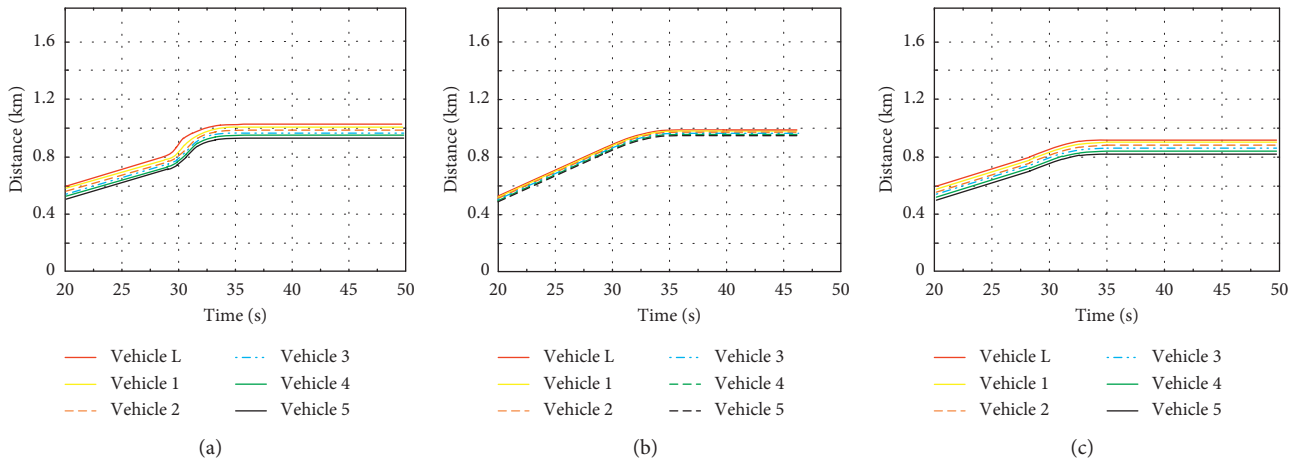 1.6
1.2
0.8
0.4
0
Distance (km)
20 25 30 35 40 45 50
Time (s)
Vehicle L
Vehicle 1
Vehicle 2
Vehicle 3
Vehicle 4
Vehicle 5
(a)
1.6
1.2
0.8
0.4
0
Distance (km)
20 25 30 35 40 45 50
Time (s)
Vehicle L
Vehicle 1
Vehicle 2
Vehicle 3
Vehicle 4
Vehicle 5
(b)
1.6
1.2
0.8
0.4
0
Distance (km)
20 25 30 35 40 45 50
Time (s)
Vehicle L
Vehicle 1
Vehicle 2
Vehicle 3
Vehicle 4
Vehicle 5
(c)